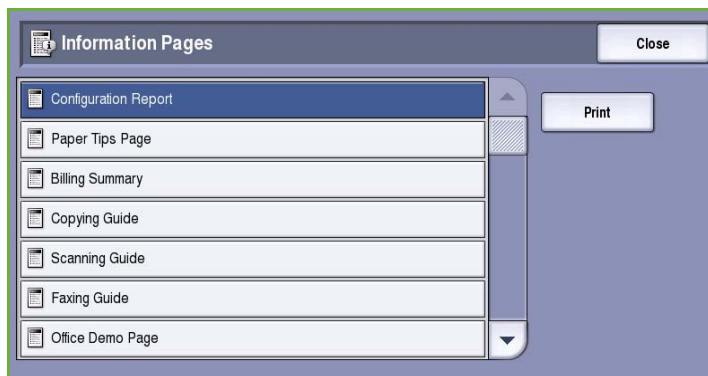 Information Pages
Close
Configuration Report
Print
Paper Tips Page
Billing Summary
Copying Guide
Scanning Guide
Faxing Guide
Office Demo Page